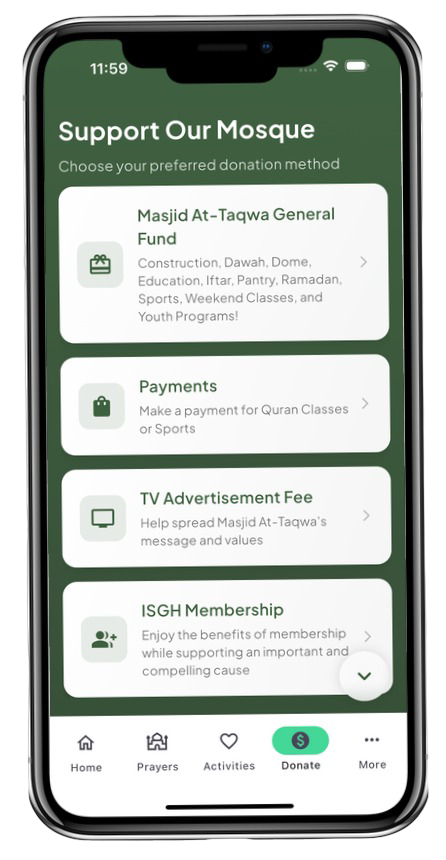 11:59
Support Our Mosque
Choose your preferred donation method
Masjid At-Taqwa General
Fund
Construction, Dawah, Dome,
Education, Iftar, Pantry, Ramadan,
Sports, Weekend Classes, and
Youth Programs!
Payments
Make a payment for Quran Classes
or Sports
TV Advertisement Fee
Help spread Masjid At-Taqwa's
message and values
ISGH Membership
Enjoy the benefits of membership
while supporting an important and
compelling cause
Home Prayers Activities Donate More